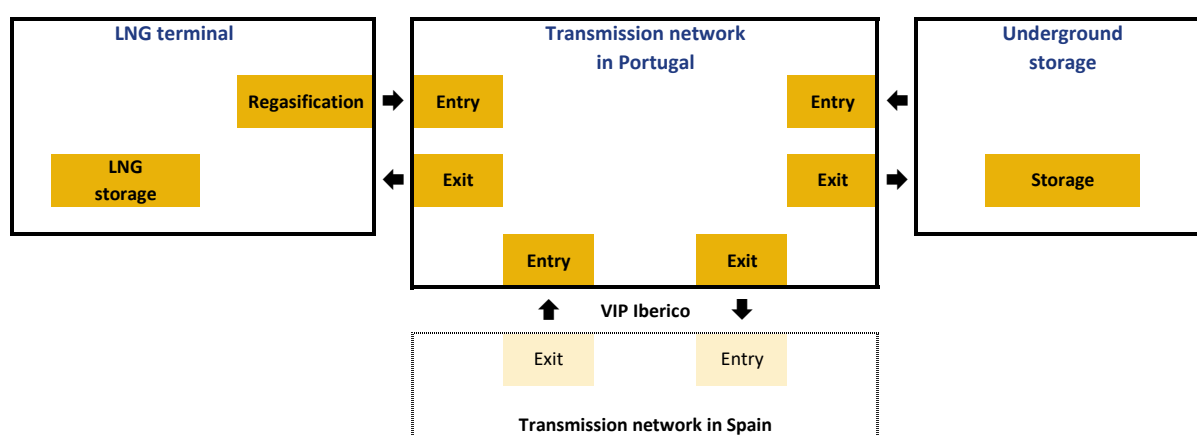 LNG terminal
Transmission network
in Portugal
Underground
storage
Regasification
Entry
Entry
LNG
storage
Exit
Exit
Storage
Entry
Exit
VIP Iberico
Exit
Entry
Transmission network in Spain